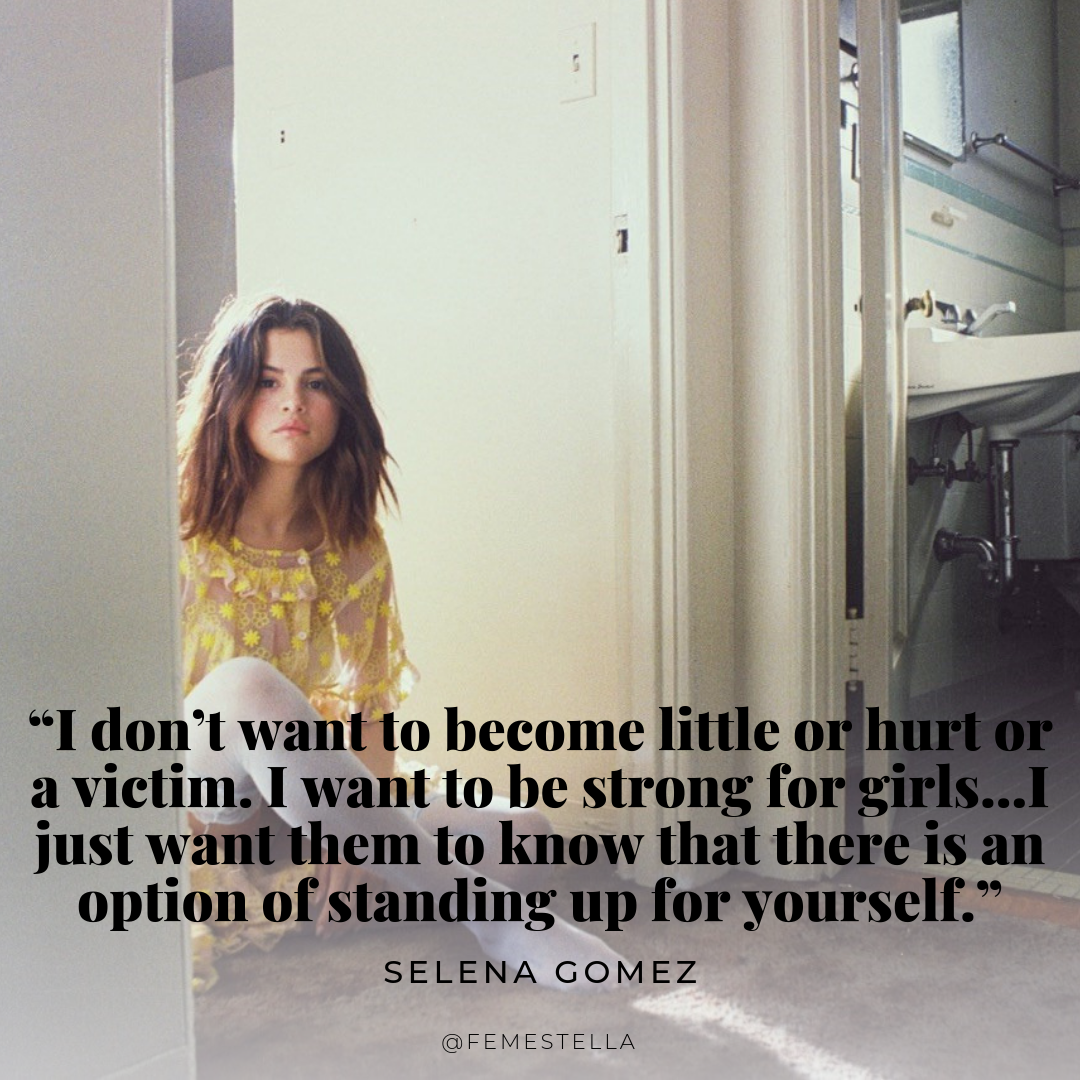 “I don’t want to become little or hurt or
a victim. I want to be strong for girls...I
just want them to know that there is an
option of standing up for yourself.”
SELENA GOMEZ
@FEMESTELLA